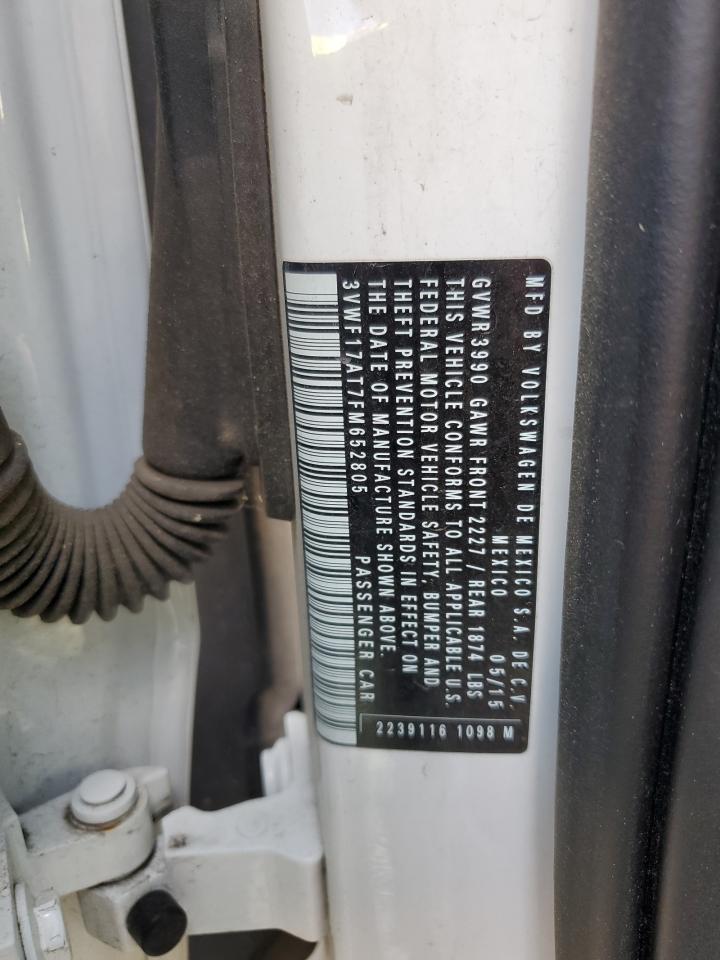 MFD BY VOLKSWAGEN DE MEXICO S.A. DE C.V.
MEXICO 05/15
GVWR 3990 GAWR FRONT 2227 / REAR 1874 LBS
THIS VEHICLE CONFORMS TO ALL APPLICABLE U.S.
FEDERAL MOTOR VEHICLE SAFETY, BUMPER AND
THEFT PREVENTION STANDARDS IN EFFECT ON
THE DATE OF MANUFACTURE SHOWN ABOVE.
3VWF17AT7FM652805 PASSENGER CAR
2239116 1098 M